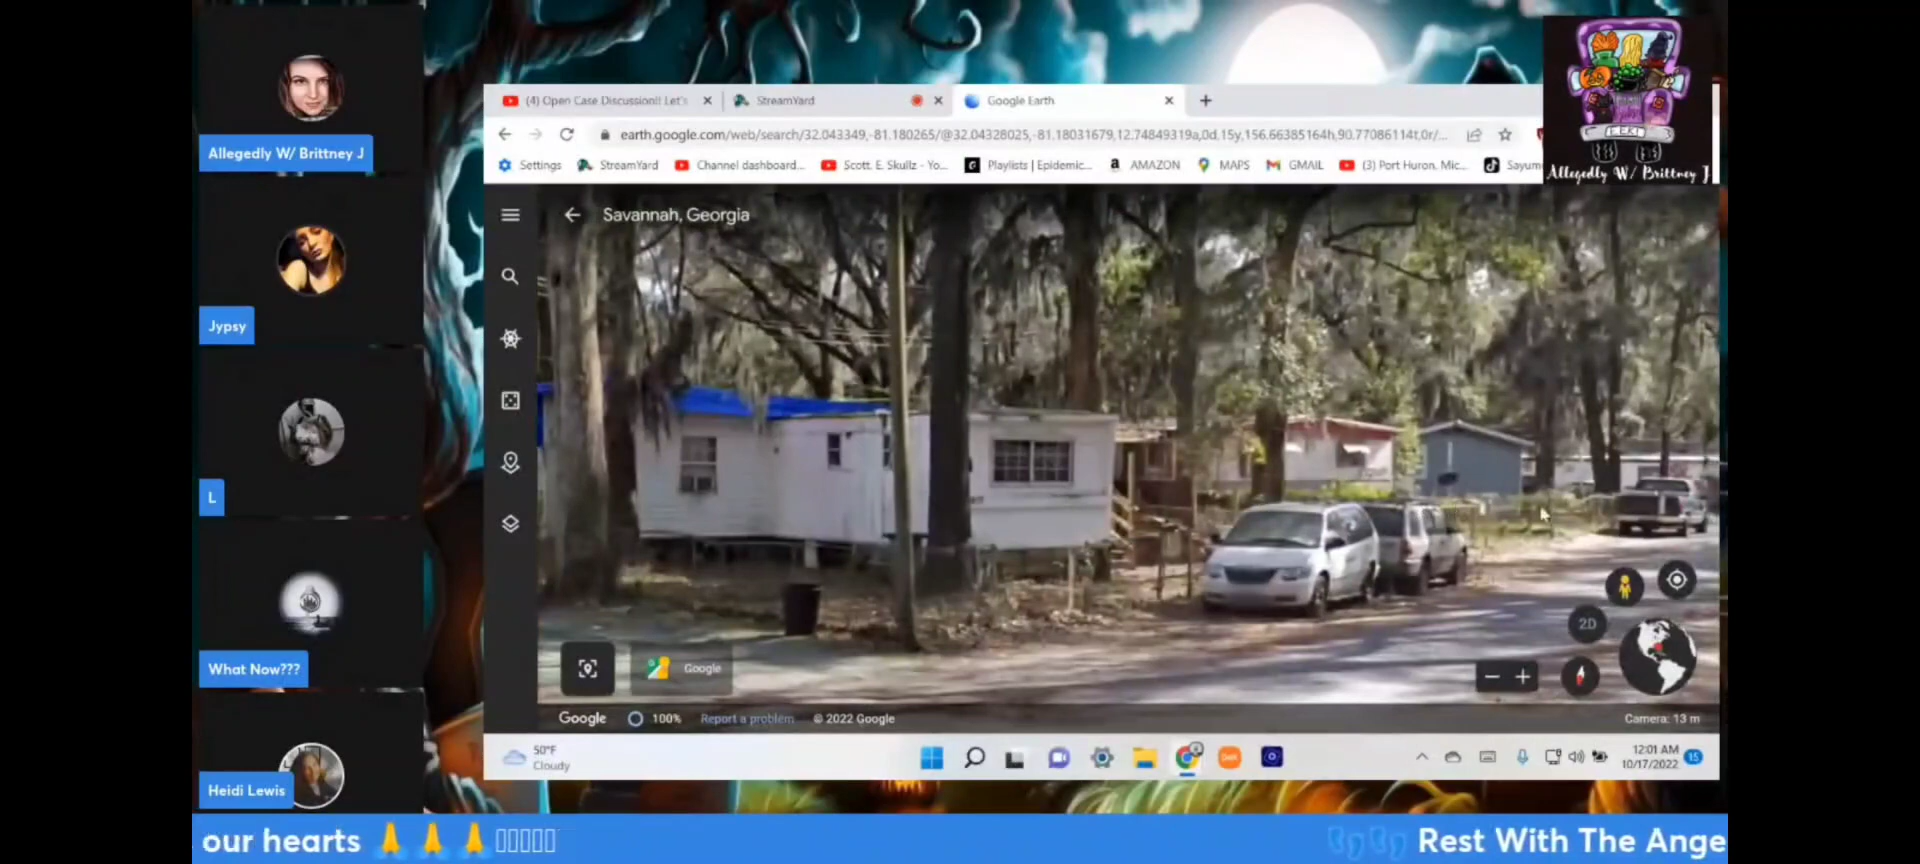 Allegedly W/ Brittney J
Jypsy
L
What Now???
Heidi Lewis
(4) Open Case Discussion!! Let's
StreamYard
Google Earth
earth.google.com/web/search/32.043349,-81.180265/@32.04328025,-81.18031679,12.74849319a,0d,15y,156.66385164h,90.77086114t,0r/...
Settings
StreamYard
Channel dashboard...
Scott. E. Skullz - Yo...
Playlists | Epidemic...
AMAZON
MAPS
GMAIL
(3) Port Huron, Mic...
Sayum
EEK!
Allegedly W/ Brittney J
Savannah, Georgia
2D
Google
Google
100%
Report a problem
© 2022 Google
Camera: 13 m
50°F
Cloudy
12:01 AM
10/17/2022
15
our hearts 🙏 🙏 🙏
👣👣 Rest With The Ange